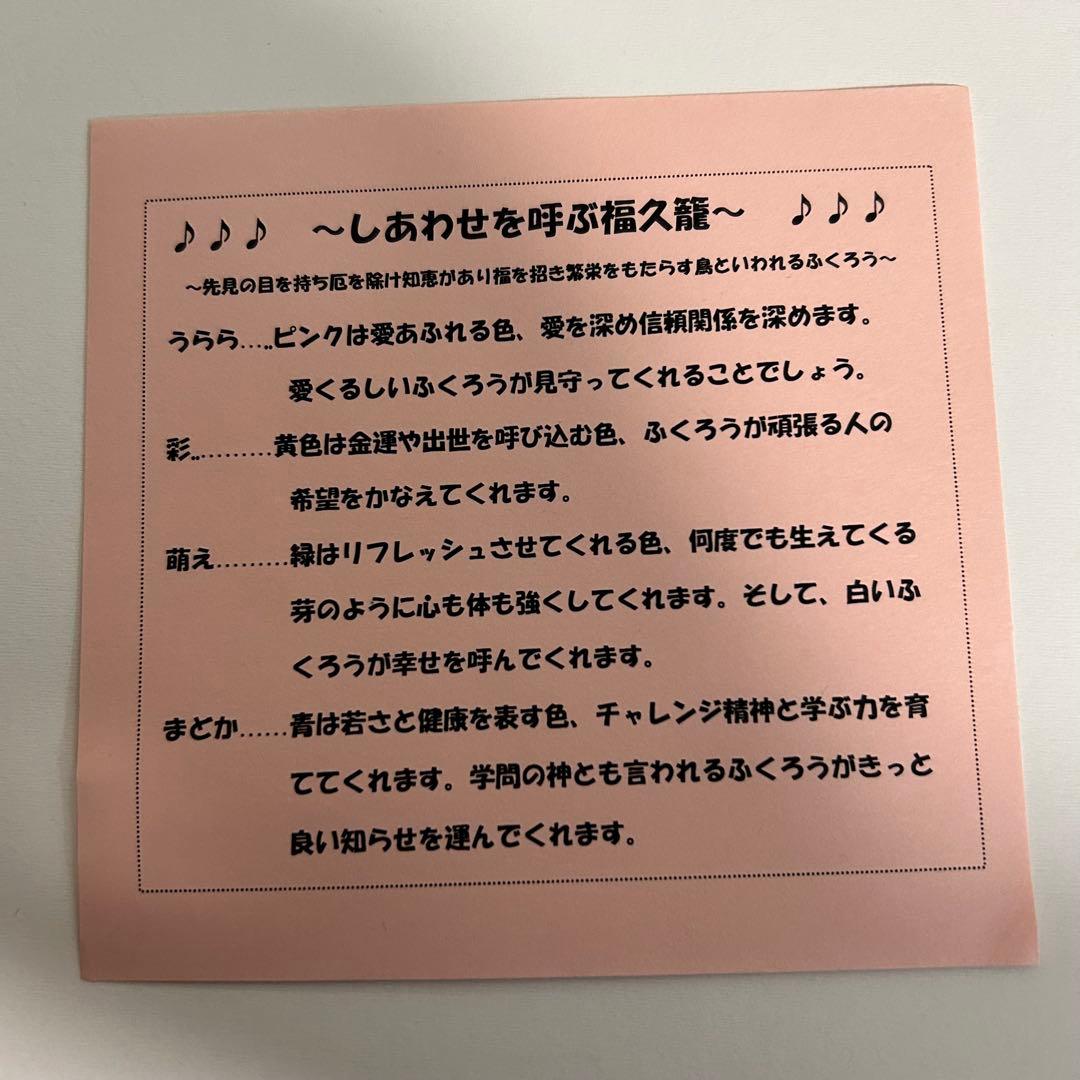 ♪♪♪ ～しあわせを呼ぶ福久籠～ ♪♪♪
～先見の目を持ち厄を除け知恵があり福を招き繁栄をもたらす鳥といわれるふくろう～
うらら…..ピンクは愛あふれる色、愛を深め信頼関係を深めます。
愛くるしいふくろうが見守ってくれることでしょう。
彩..………黄色は金運や出世を呼び込む色、ふくろうが頑張る人の
希望をかなえてくれます。
萌え………緑はリフレッシュさせてくれる色、何度でも生えてくる
芽のように心も体も強くしてくれます。そして、白いふ
くろうが幸せを呼んでくれます。
まどか……青は若さと健康を表す色、チャレンジ精神と学ぶ力を育
ててくれます。学問の神とも言われるふくろうがきっと
良い知らせを運んでくれます。